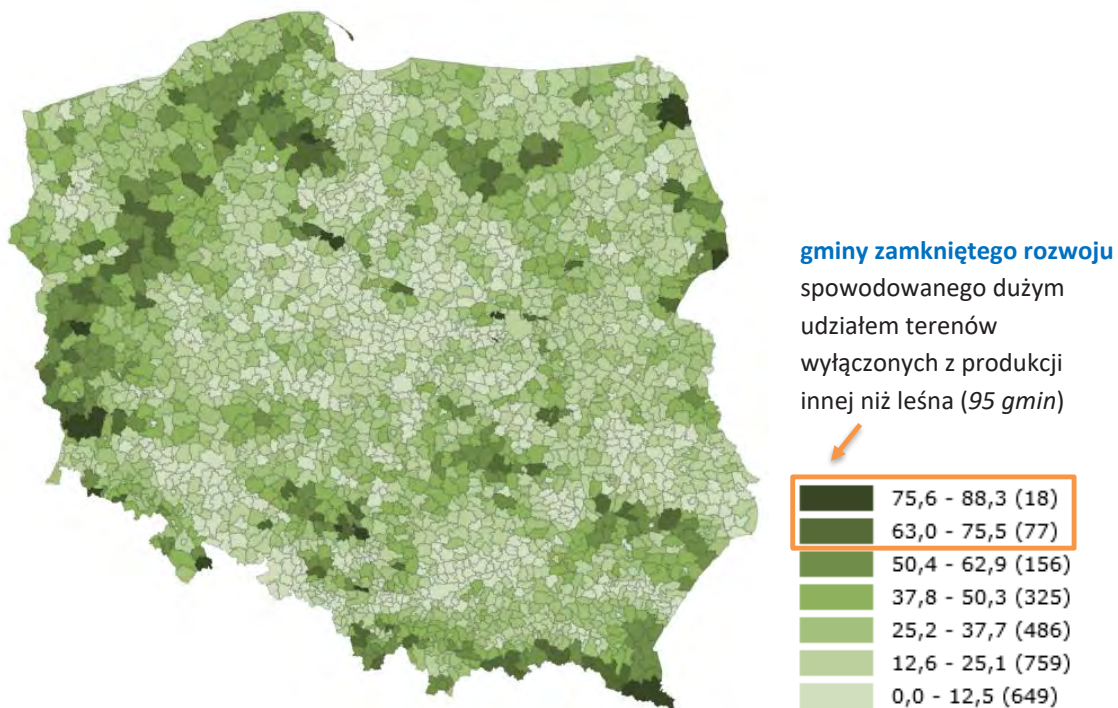 gminy zamkniętego rozwoju
spowodowanego dużym
udziałem terenów
wyłączonych z produkcji
innej niż leśna (95 gmin)
75,6 - 88,3 (18)
63,0 - 75,5 (77)
50,4 - 62,9 (156)
37,8 - 50,3 (325)
25,2 - 37,7 (486)
12,6 - 25,1 (759)
0,0 - 12,5 (649)